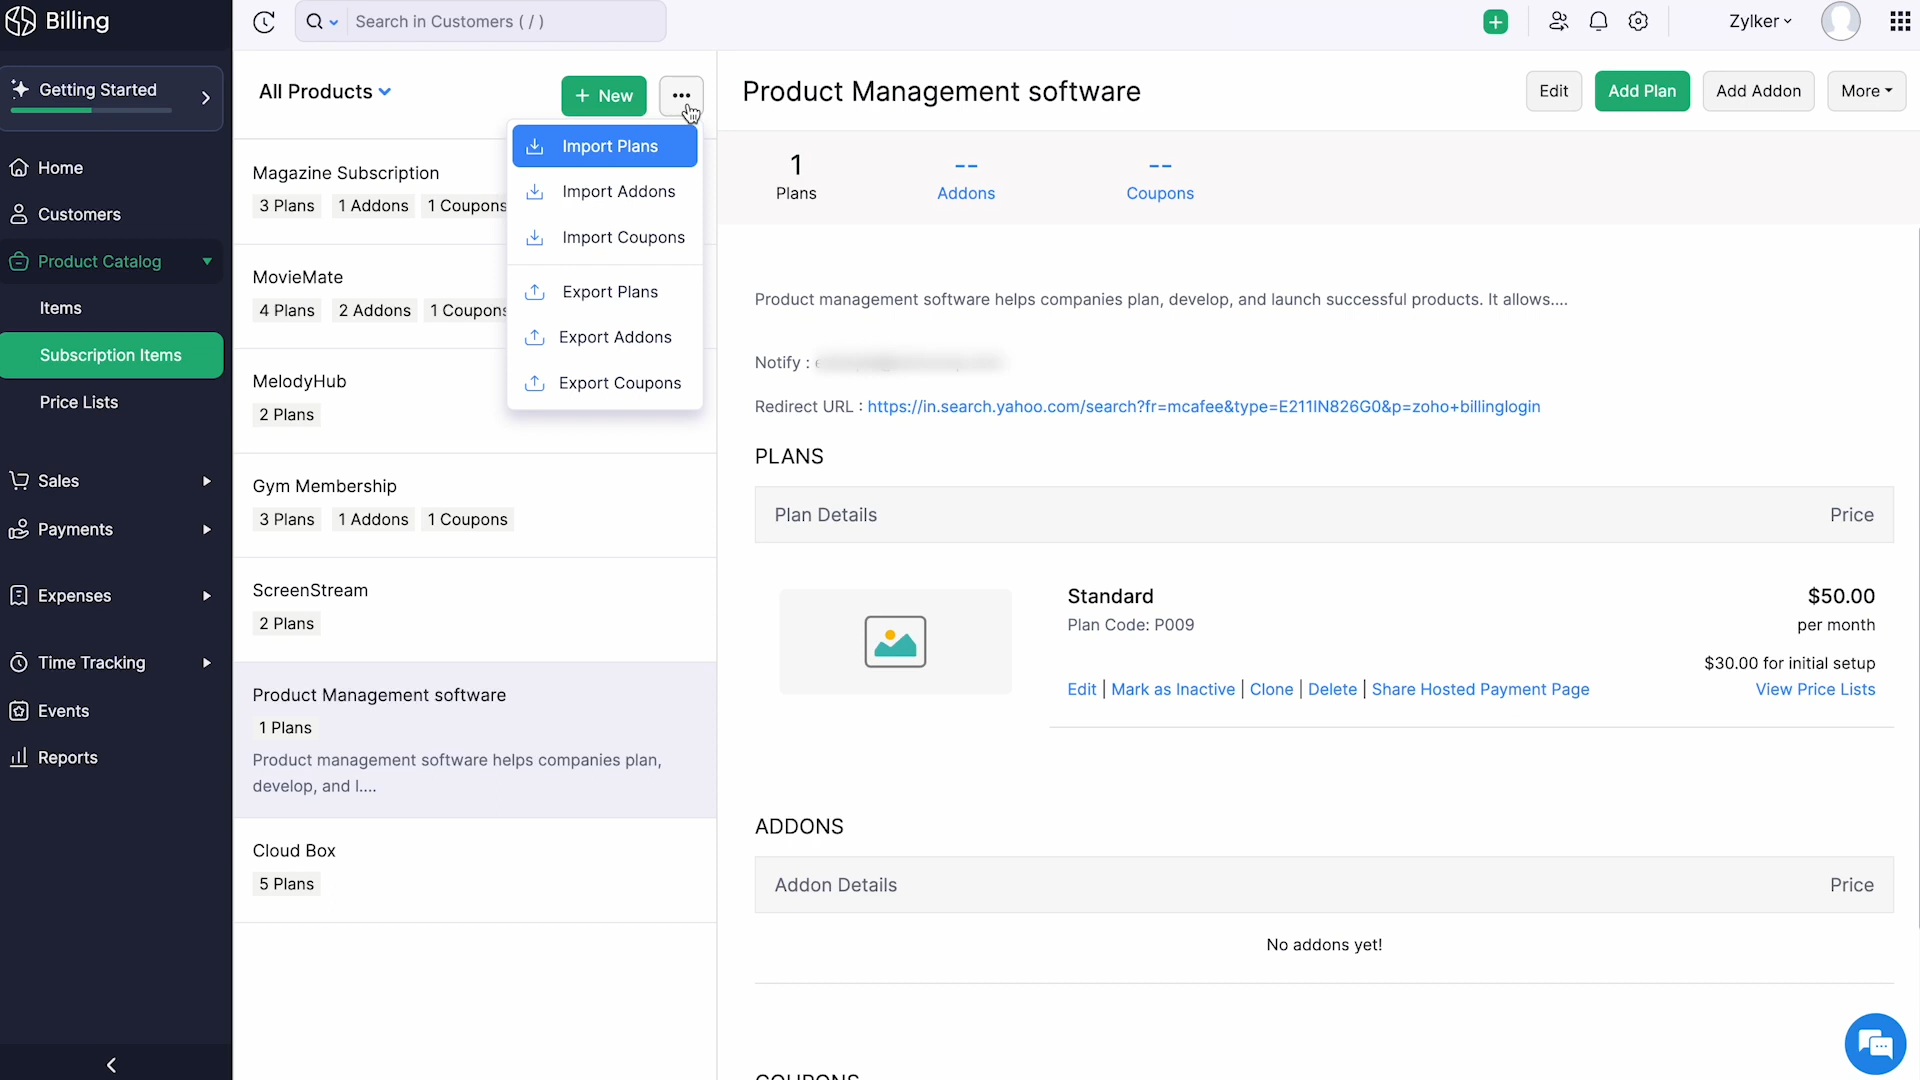 Billing
Search in Customers ( / )
Zylker
Getting Started
Home
Customers
Product Catalog
Items
Subscription Items
Price Lists
Sales
Payments
Expenses
Time Tracking
Events
Reports
All Products
+ New
Import Plans
Import Addons
Import Coupons
Export Plans
Export Addons
Export Coupons
Magazine Subscription
3 Plans 1 Addons 1 Coupons
MovieMate
4 Plans 2 Addons 1 Coupons
MelodyHub
2 Plans
Gym Membership
3 Plans 1 Addons 1 Coupons
ScreenStream
2 Plans
Product Management software
1 Plans
Product management software helps companies plan,
develop, and l....
Cloud Box
5 Plans
Product Management software
Edit Add Plan Add Addon More
1 -- --
Plans Addons Coupons
Product management software helps companies plan, develop, and launch successful products. It allows....
Notify :
Redirect URL : https://in.search.yahoo.com/search?fr=mcafee&type=E211IN826G0&p=zoho+billinglogin
PLANS
Plan Details Price
Standard $50.00
Plan Code: P009 per month
$30.00 for initial setup
Edit | Mark as Inactive | Clone | Delete | Share Hosted Payment Page View Price Lists
ADDONS
Addon Details Price
No addons yet!
COUPONS